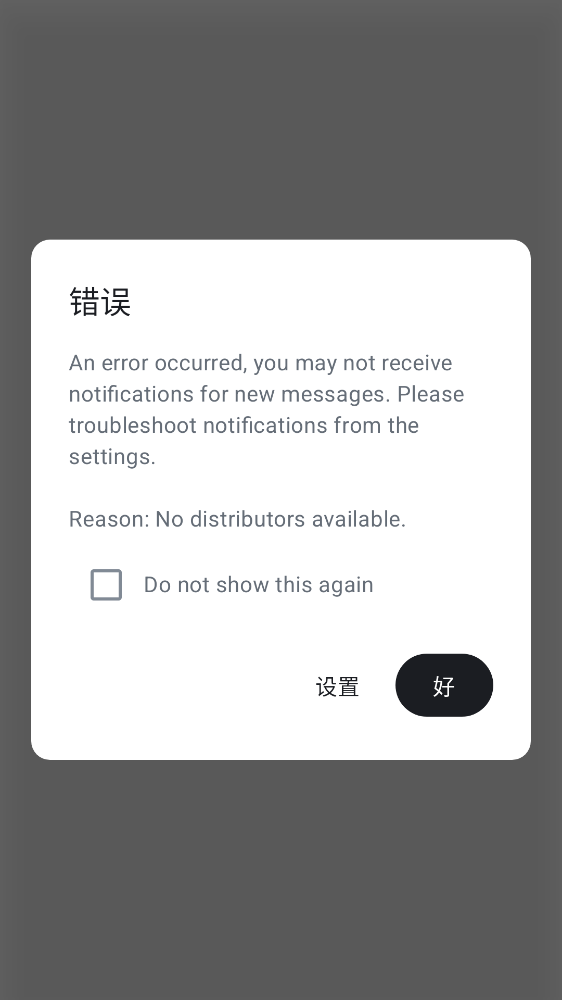 错误
An error occurred, you may not receive
notifications for new messages. Please
troubleshoot notifications from the
settings.
Reason: No distributors available.
Do not show this again
设置
好